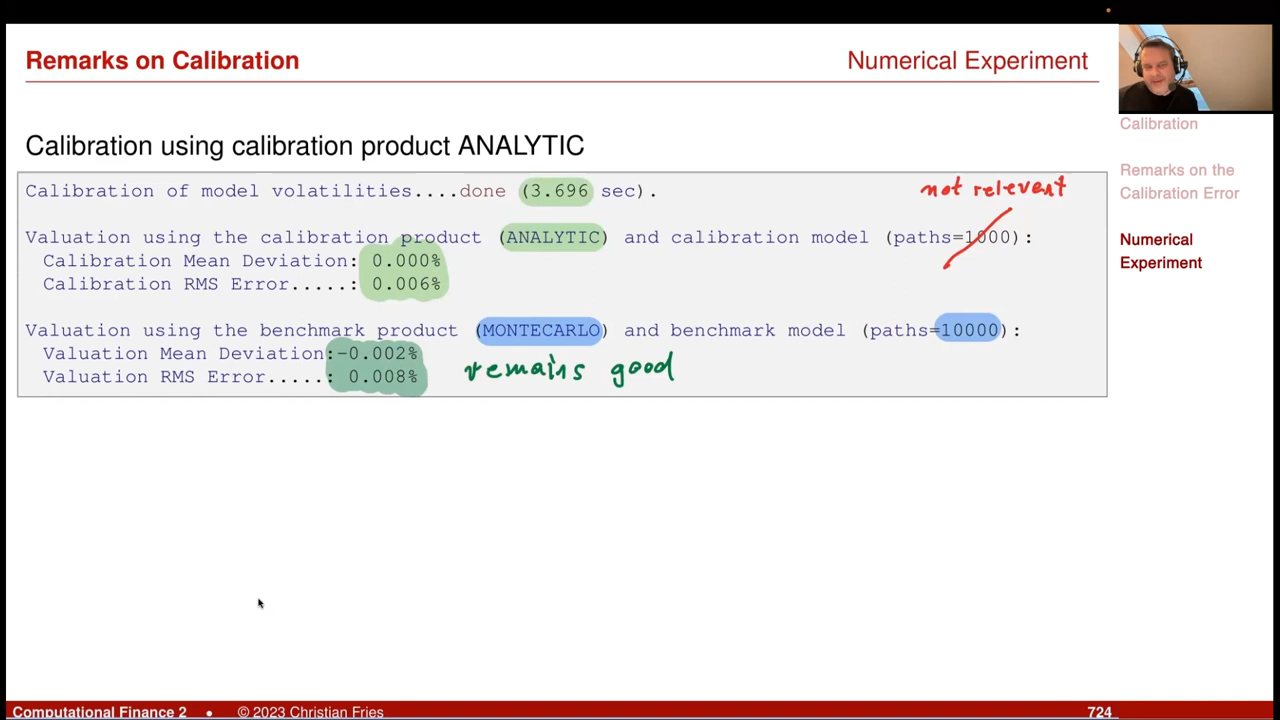 Remarks on Calibration
Numerical Experiment
Calibration using calibration product ANALYTIC
Calibration of model volatilities....done (3.696 sec).
not relevant
Valuation using the calibration product (ANALYTIC) and calibration model (paths=1000):
Calibration Mean Deviation: 0.000%
Calibration RMS Error.....: 0.006%
Valuation using the benchmark product (MONTECARLO) and benchmark model (paths=10000):
Valuation Mean Deviation:-0.002%
Valuation RMS Error.....: 0.008%
remains good
Calibration
Remarks on the
Calibration Error
Numerical
Experiment
Computational Finance 2 • © 2023 Christian Fries
724